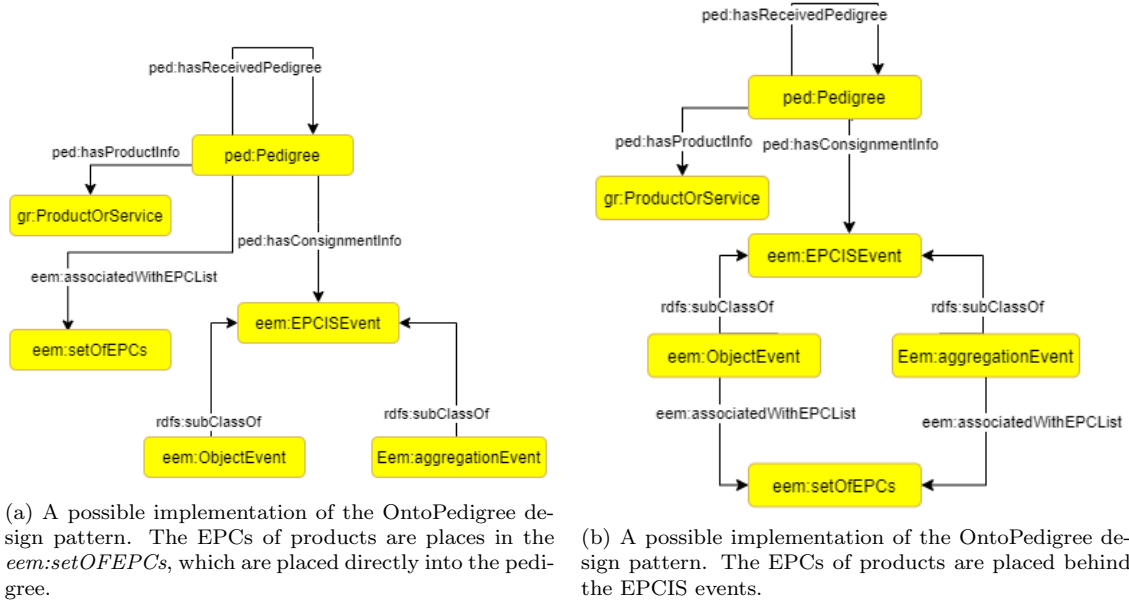 ped:hasReceivedPedigree
ped:Pedigree
ped:hasProductInfo
gr:ProductOrService
ped:hasConsignmentInfo
eem:associatedWithEPCList
eem:EPCISEvent
eem:setOfEPCs
rdfs:subClassOf
rdfs:subClassOf
eem:ObjectEvent
Eem:aggregationEvent
(a) A possible implementation of the OntoPedigree de-
sign pattern. The EPCs of products are places in the
eem:setOFEPCs, which are placed directly into the pedi-
gree.
ped:hasReceivedPedigree
ped:Pedigree
ped:hasProductInfo
ped:hasConsignmentInfo
gr:ProductOrService
eem:EPCISEvent
rdfs:subClassOf
rdfs:subClassOf
eem:ObjectEvent
Eem:aggregationEvent
eem:associatedWithEPCList
eem:associatedWithEPCList
eem:setOfEPCs
(b) A possible implementation of the OntoPedigree de-
sign pattern. The EPCs of products are placed behind
the EPCIS events.